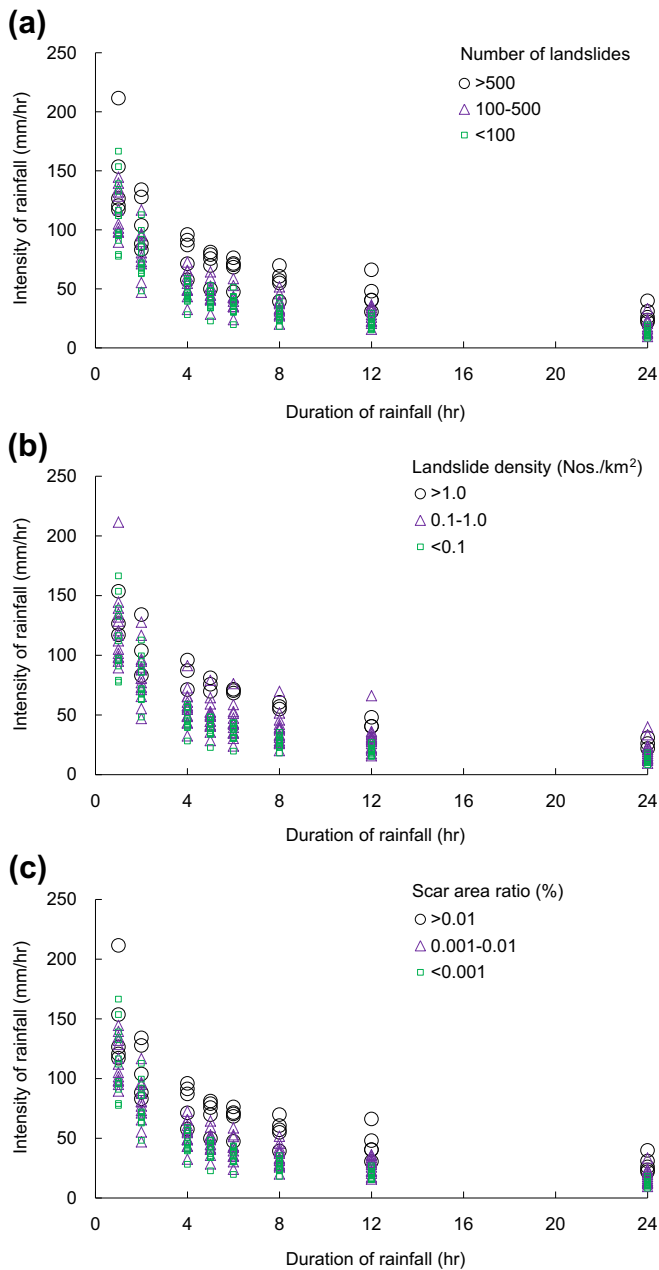 (a)
250
200
150
100
50
0
Intensity of rainfall (mm/hr)
Number of landslides
>500
100-500
<100
0 4 8 12 16 20 24
Duration of rainfall (hr)
(b)
250
200
150
100
50
0
Intensity of rainfall (mm/hr)
Landslide density (Nos./km²)
>1.0
0.1-1.0
<0.1
0 4 8 12 16 20 24
Duration of rainfall (hr)
(c)
250
200
150
100
50
0
Intensity of rainfall (mm/hr)
Scar area ratio (%)
>0.01
0.001-0.01
<0.001
0 4 8 12 16 20 24
Duration of rainfall (hr)